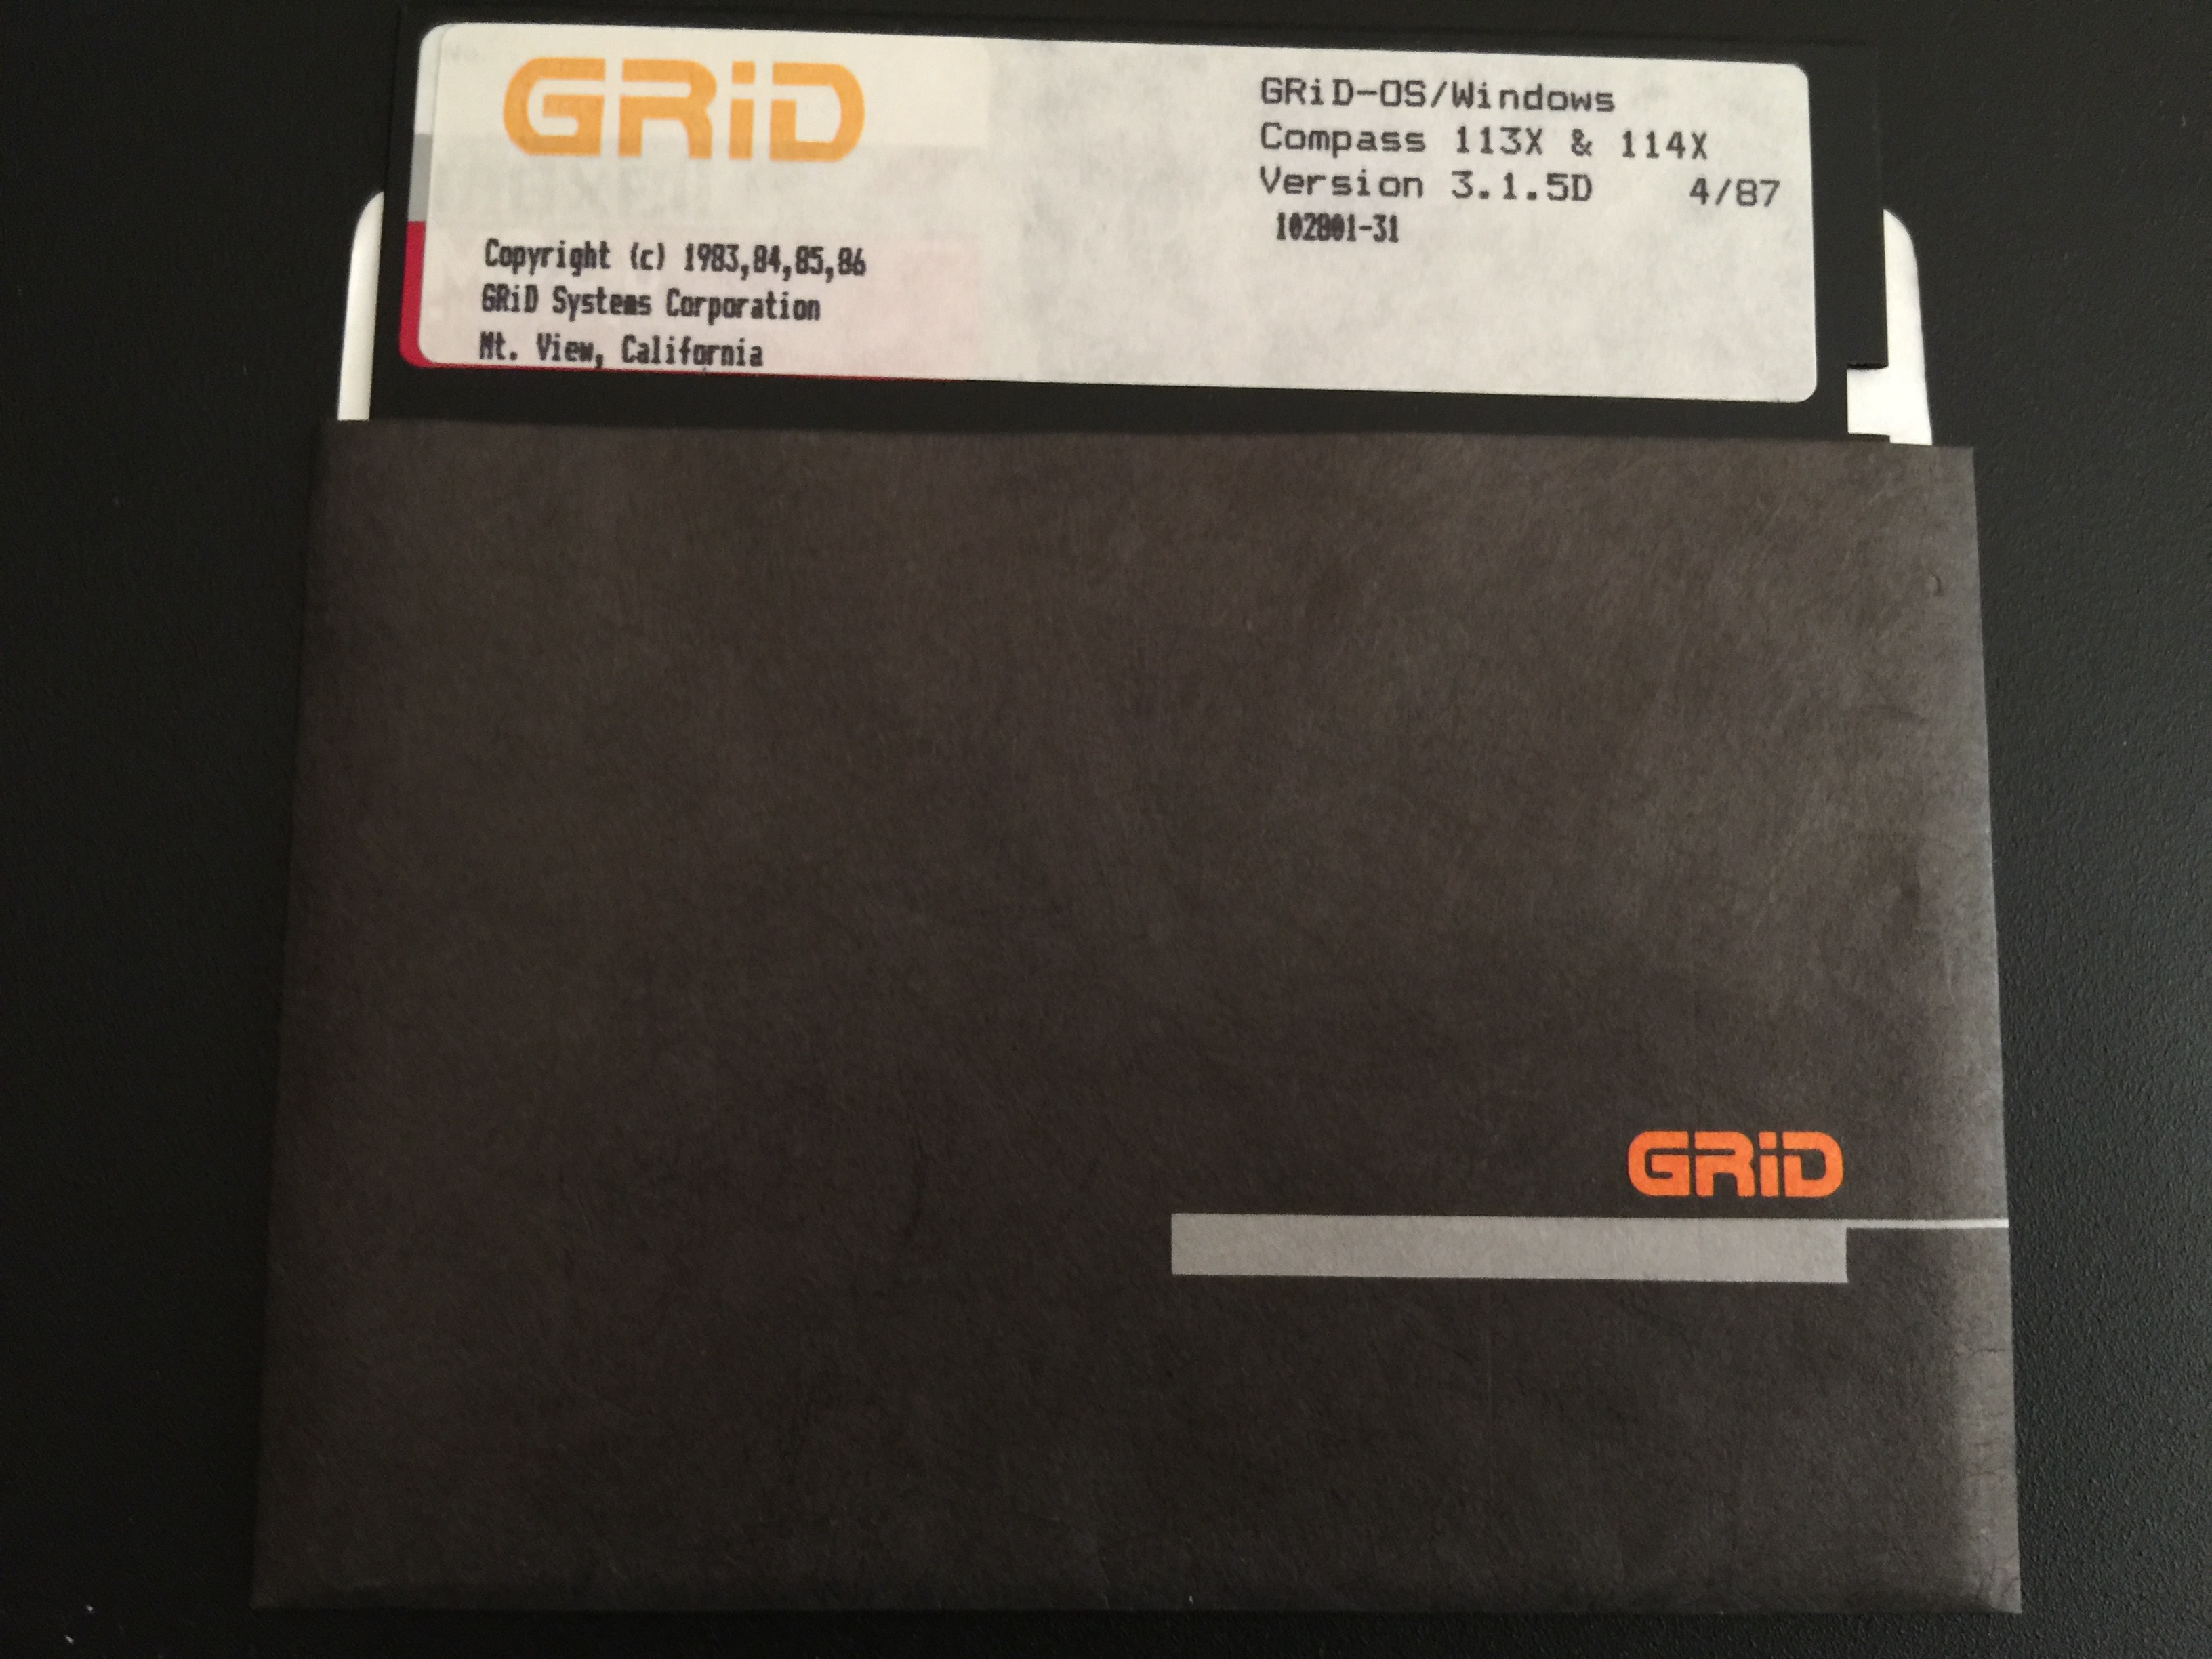 GRiD
GRiD-OS/Windows
Compass 113X & 114X
Version 3.1.5D 4/87
102801-31
Copyright (c) 1983,84,85,86
GRiD Systems Corporation
Mt. View, California
GRiD